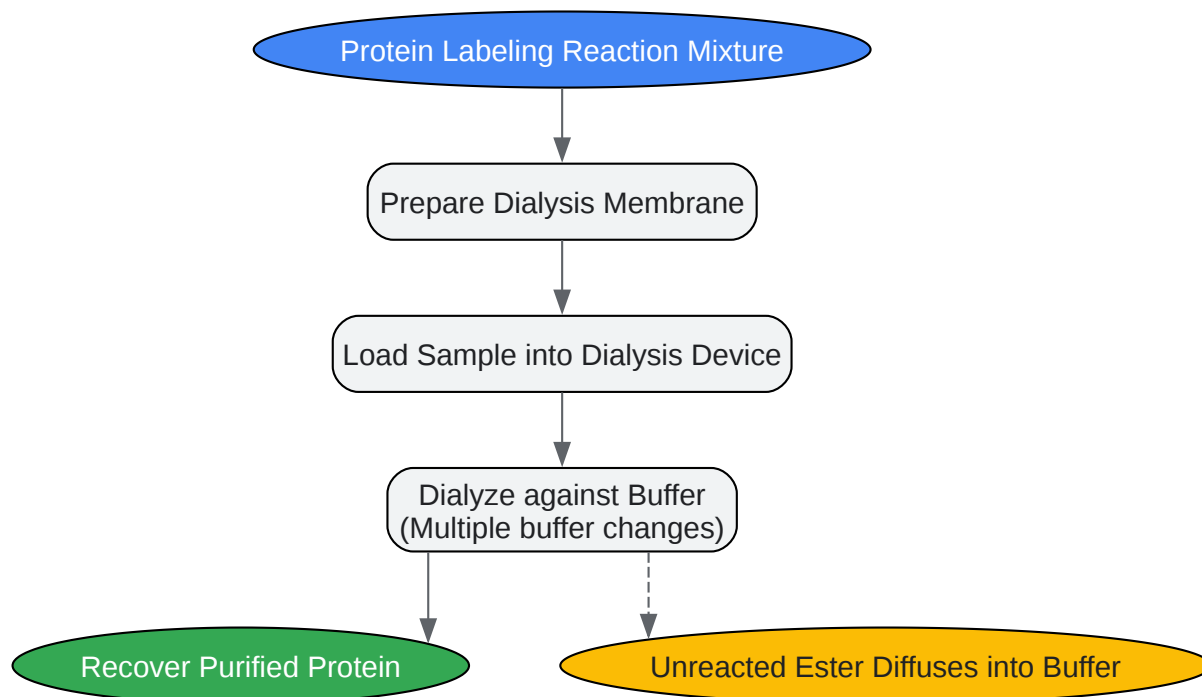 Protein Labeling Reaction Mixture
Prepare Dialysis Membrane
Load Sample into Dialysis Device
Dialyze against Buffer
(Multiple buffer changes)
Recover Purified Protein
Unreacted Ester Diffuses into Buffer